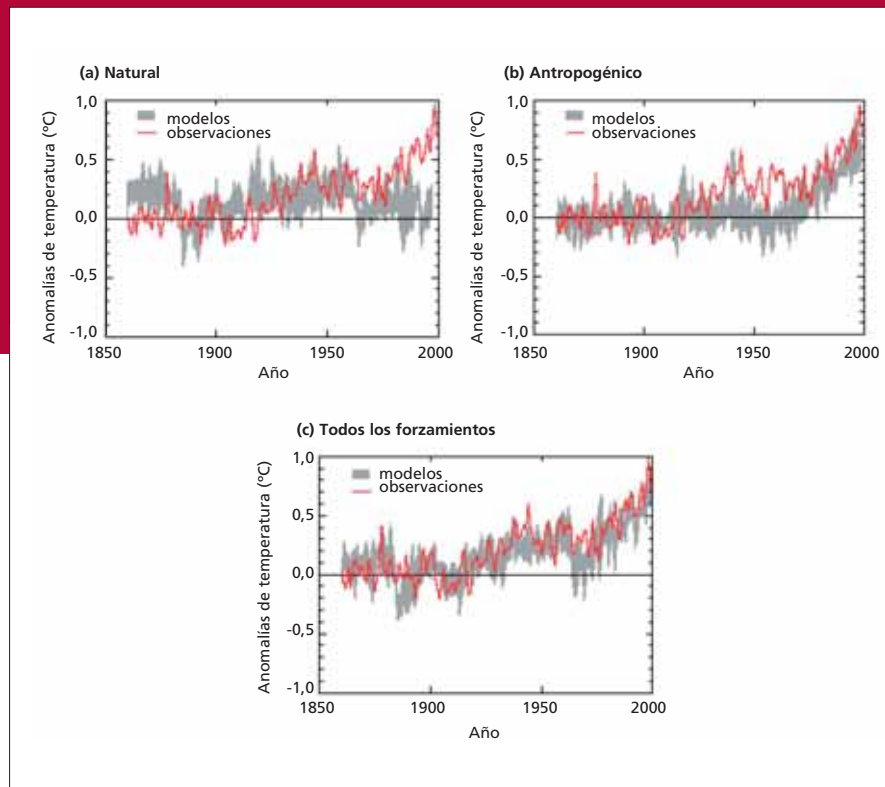 (a) Natural
Anomalías de temperatura (°C)
1,0
0,5
0,0
-0,5
-1,0
modelos
observaciones
1850 1900 1950 2000
Año
(b) Antropogénico
Anomalías de temperatura (°C)
1,0
0,5
0,0
-0,5
-1,0
modelos
observaciones
1850 1900 1950 2000
Año
(c) Todos los forzamientos
Anomalías de temperatura (°C)
1,0
0,5
0,0
-0,5
-1,0
modelos
observaciones
1850 1900 1950 2000
Año